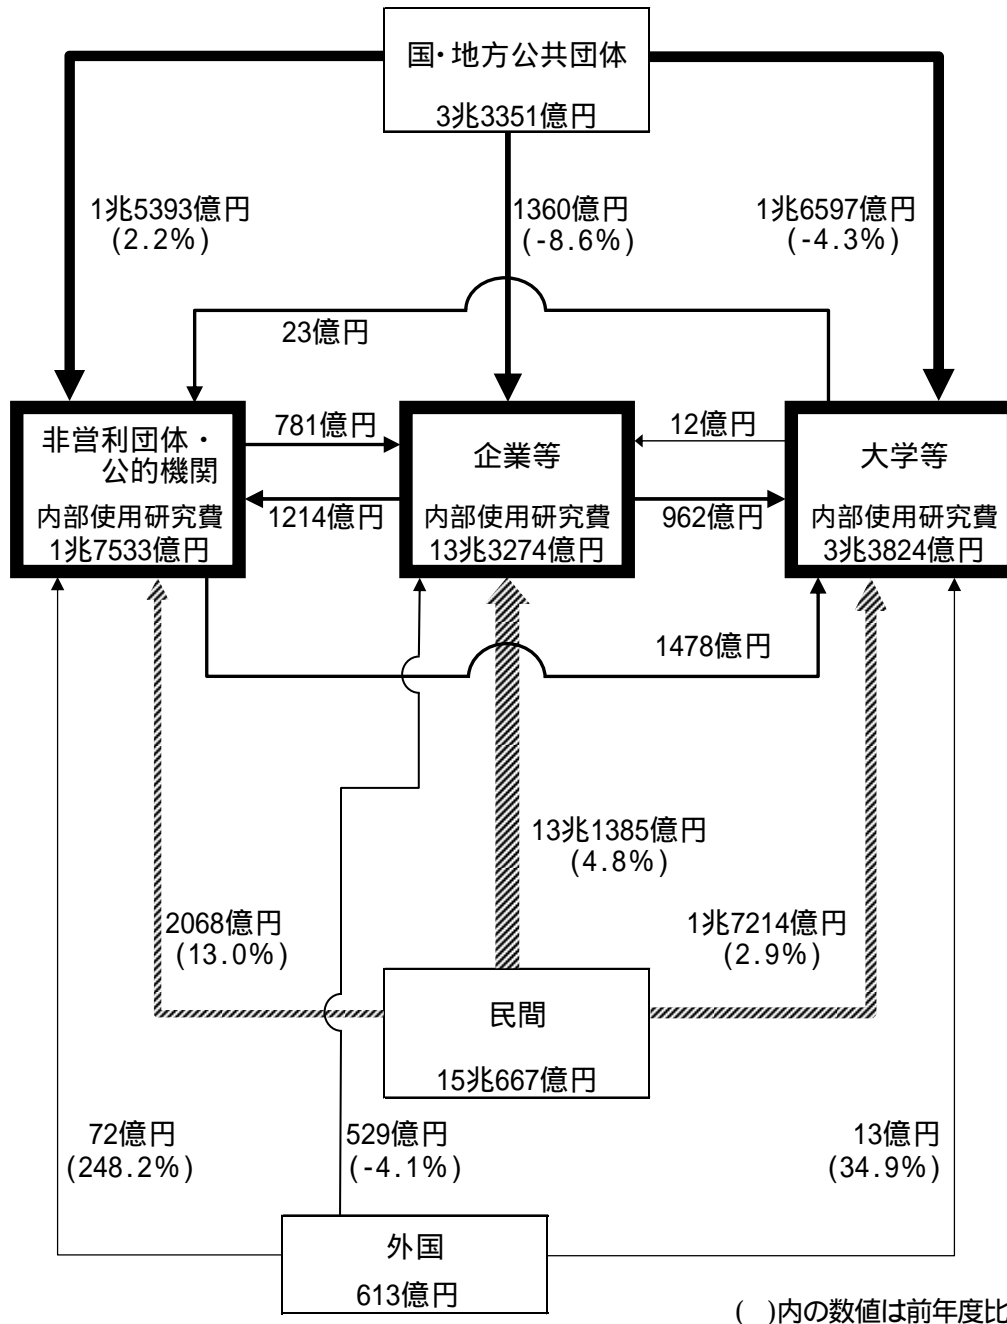 国・地方公共団体
3兆3351億円
1兆5393億円
(2.2%)
1360億円
(-8.6%)
1兆6597億円
(-4.3%)
23億円
非営利団体・
公的機関
内部使用研究費
1兆7533億円
781億円
1214億円
企業等
内部使用研究費
13兆3274億円
12億円
962億円
大学等
内部使用研究費
3兆3824億円
1478億円
13兆1385億円
(4.8%)
2068億円
(13.0%)
1兆7214億円
(2.9%)
民間
15兆667億円
72億円
(248.2%)
529億円
(-4.1%)
13億円
(34.9%)
外国
613億円
( )内の数値は前年度比